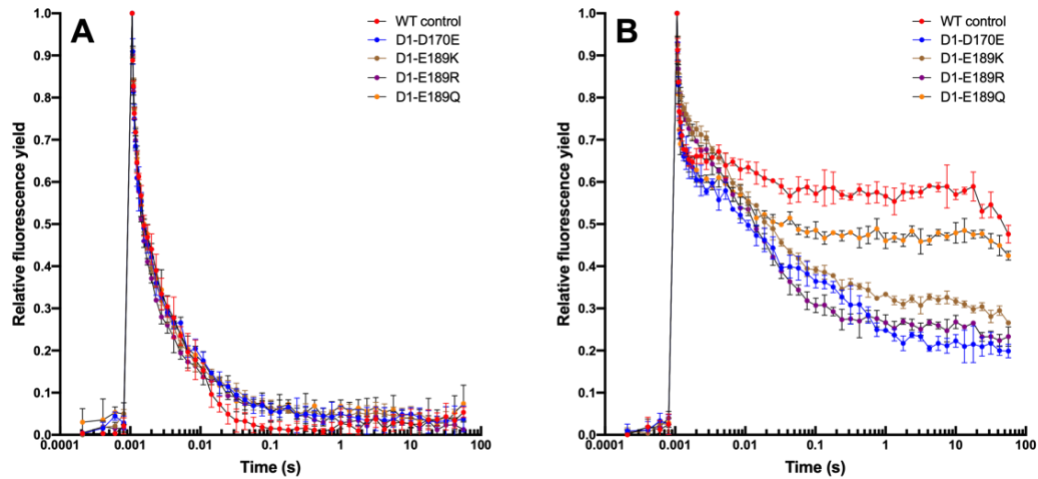 A
WT control
D1-D170E
D1-E189K
D1-E189R
D1-E189Q
Relative fluorescence yield
1.0
0.9
0.8
0.7
0.6
0.5
0.4
0.3
0.2
0.1
0.0
0.0001 0.001 0.01 0.1 1 10 100
Time (s)
B
WT control
D1-D170E
D1-E189K
D1-E189R
D1-E189Q
Relative fluorescence yield
1.0
0.9
0.8
0.7
0.6
0.5
0.4
0.3
0.2
0.1
0.0
0.0001 0.001 0.01 0.1 1 10 100
Time (s)